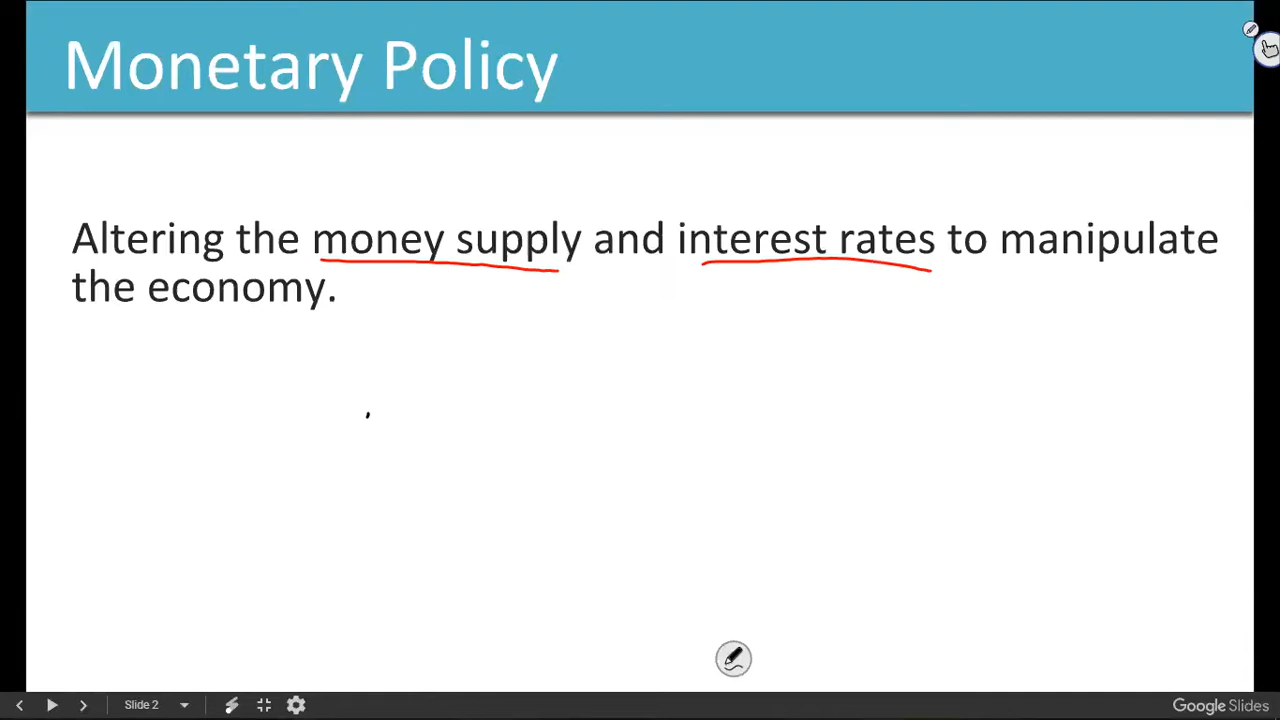 Monetary Policy
Altering the money supply and interest rates to manipulate
the economy.
Slide 2
Google Slides